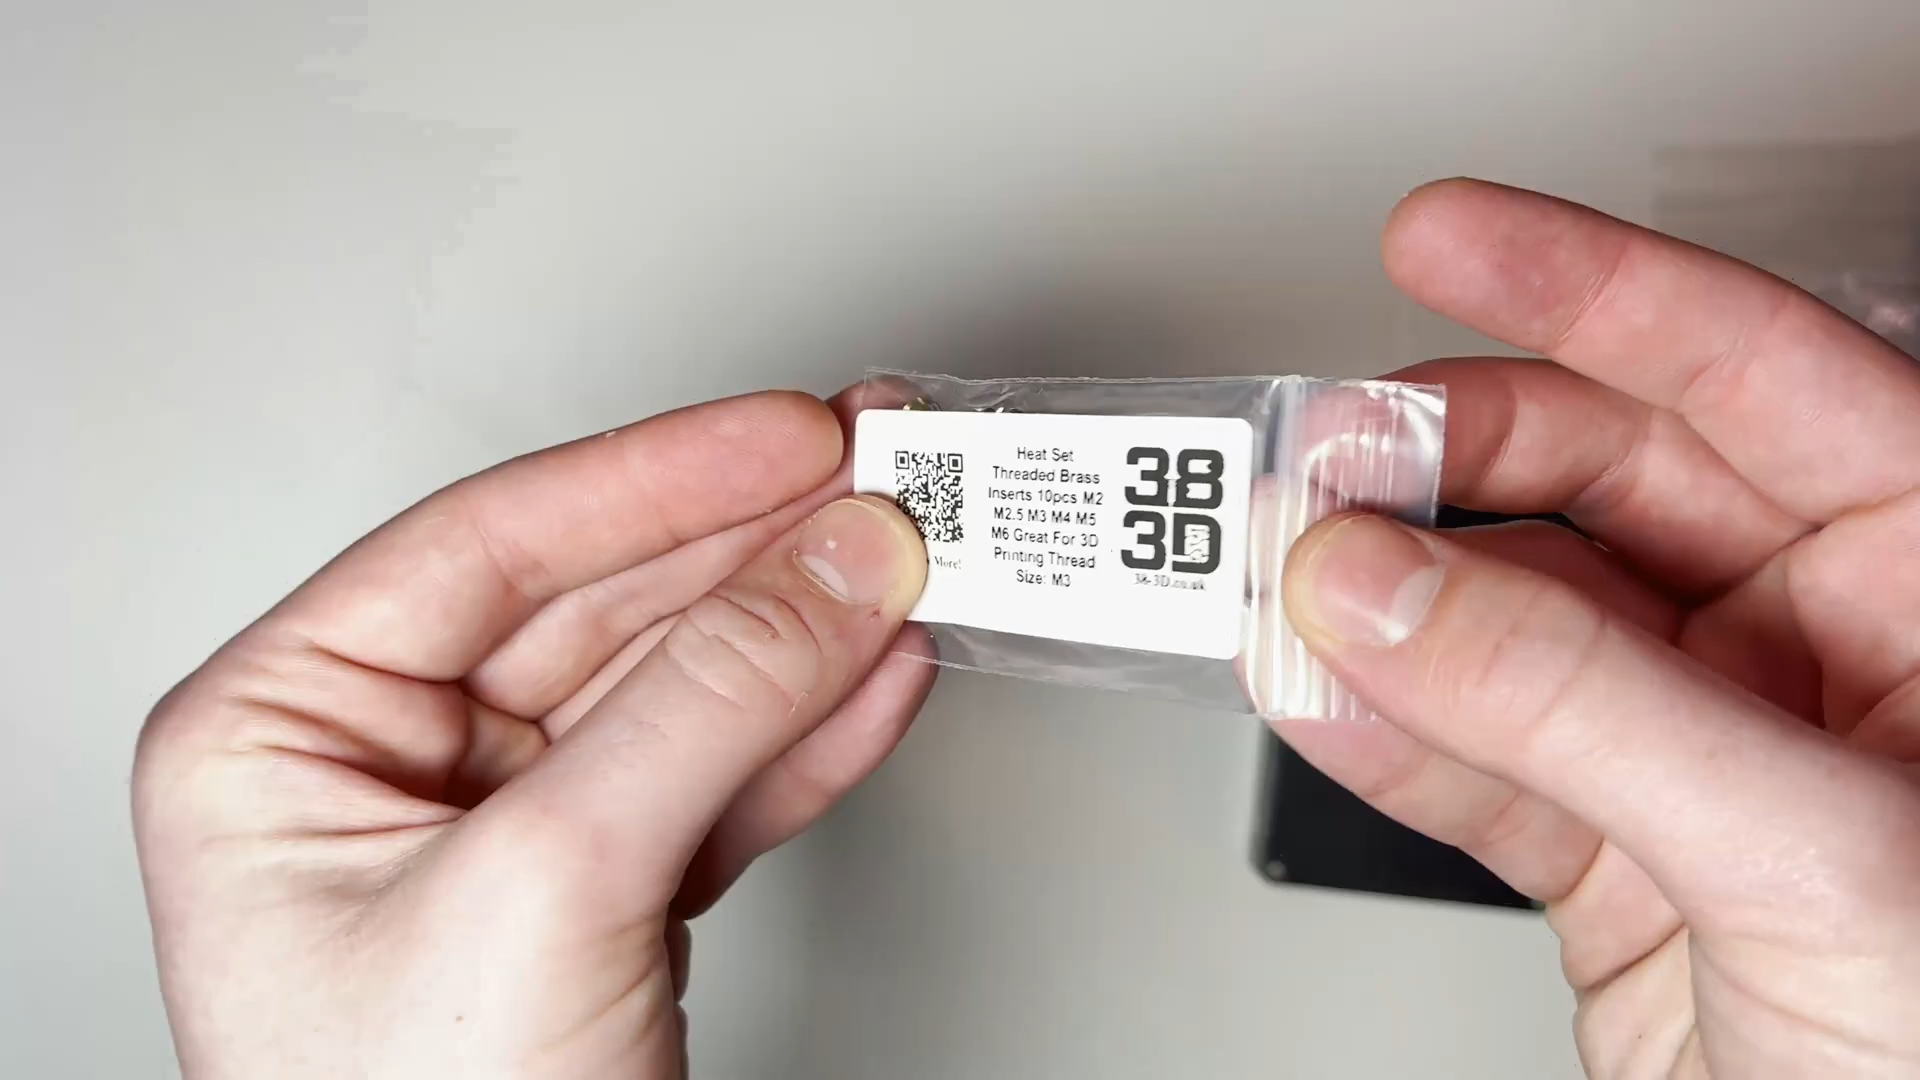 Heat Set
Threaded Brass
Inserts 10pcs M2
M2.5 M3 M4 M5
M6 Great For 3D
Printing Thread
Size: M3
More!
38
3D
38-3D.co.uk